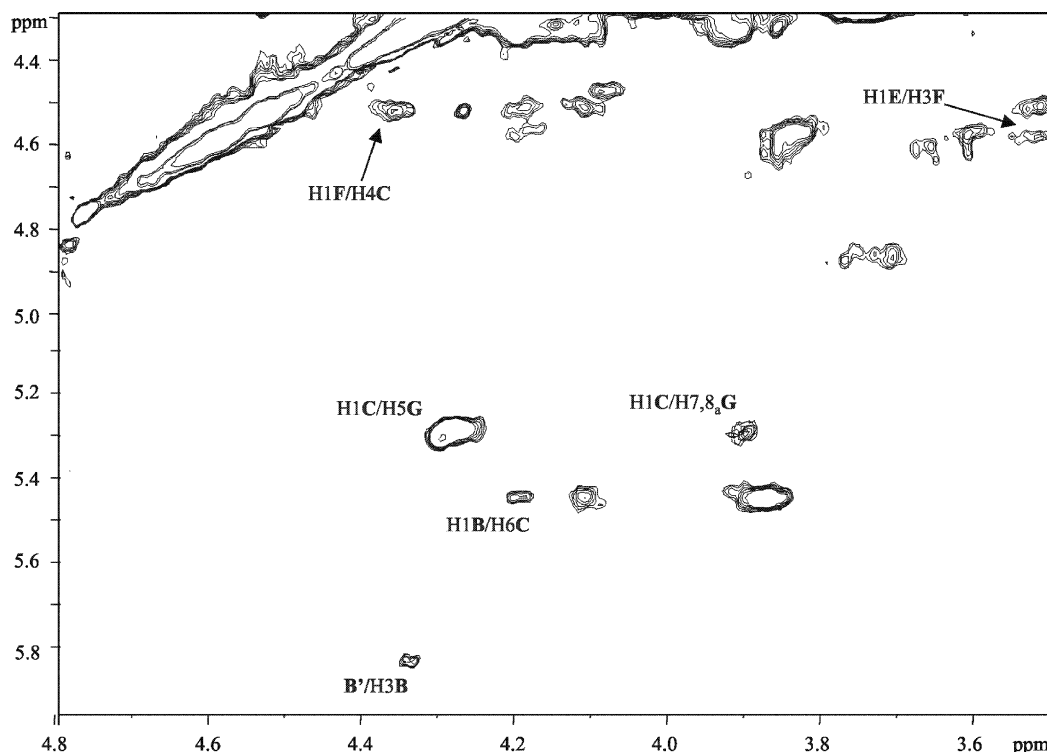 ppm
4.4
H1E/H3F
4.6
H1F/H4C
4.8
5.0
5.2
H1C/H5G
H1C/H7,8ₐG
5.4
H1B/H6C
5.6
5.8
B'/H3B
4.8 4.6 4.4 4.2 4.0 3.8 3.6 ppm